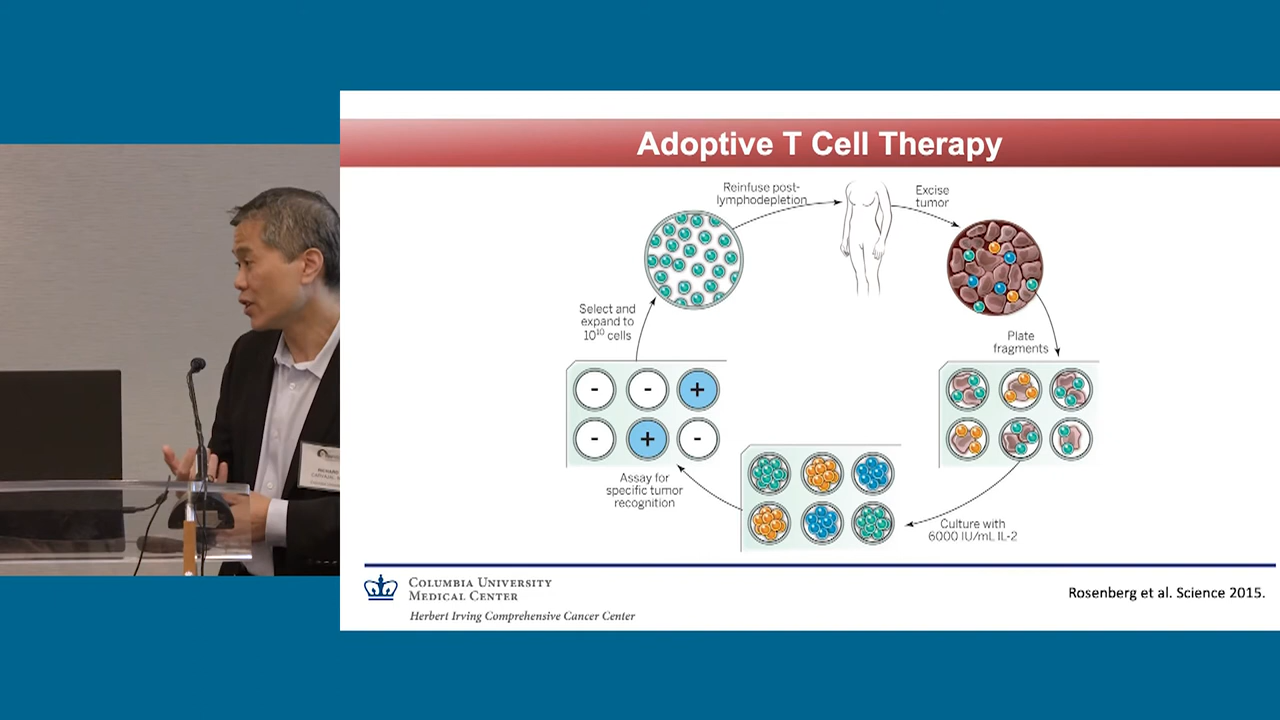 Adoptive T Cell Therapy
Reinfuse post-
lymphodepletion
Excise
tumor
Select and
expand to
10¹⁰ cells
Plate
fragments
- - +
- + -
Assay for
specific tumor
recognition
Culture with
6000 IU/mL IL-2
COLUMBIA UNIVERSITY
MEDICAL CENTER
Herbert Irving Comprehensive Cancer Center
Rosenberg et al. Science 2015.
RICHARD